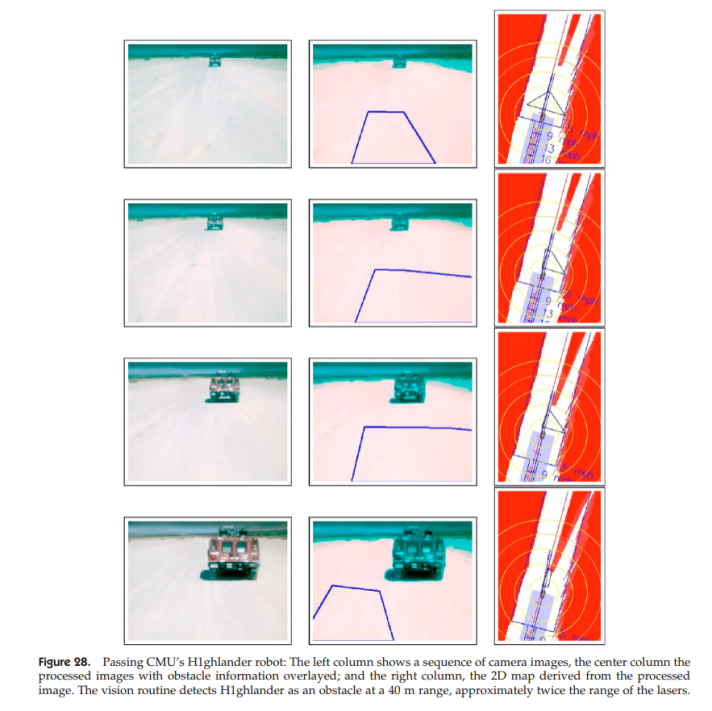 9 mph
13 mph
16
9 mph
13
9
Figure 28. Passing CMU's H1ghlander robot: The left column shows a sequence of camera images, the center column the
processed images with obstacle information overlayed; and the right column, the 2D map derived from the processed
image. The vision routine detects H1ghlander as an obstacle at a 40 m range, approximately twice the range of the lasers.